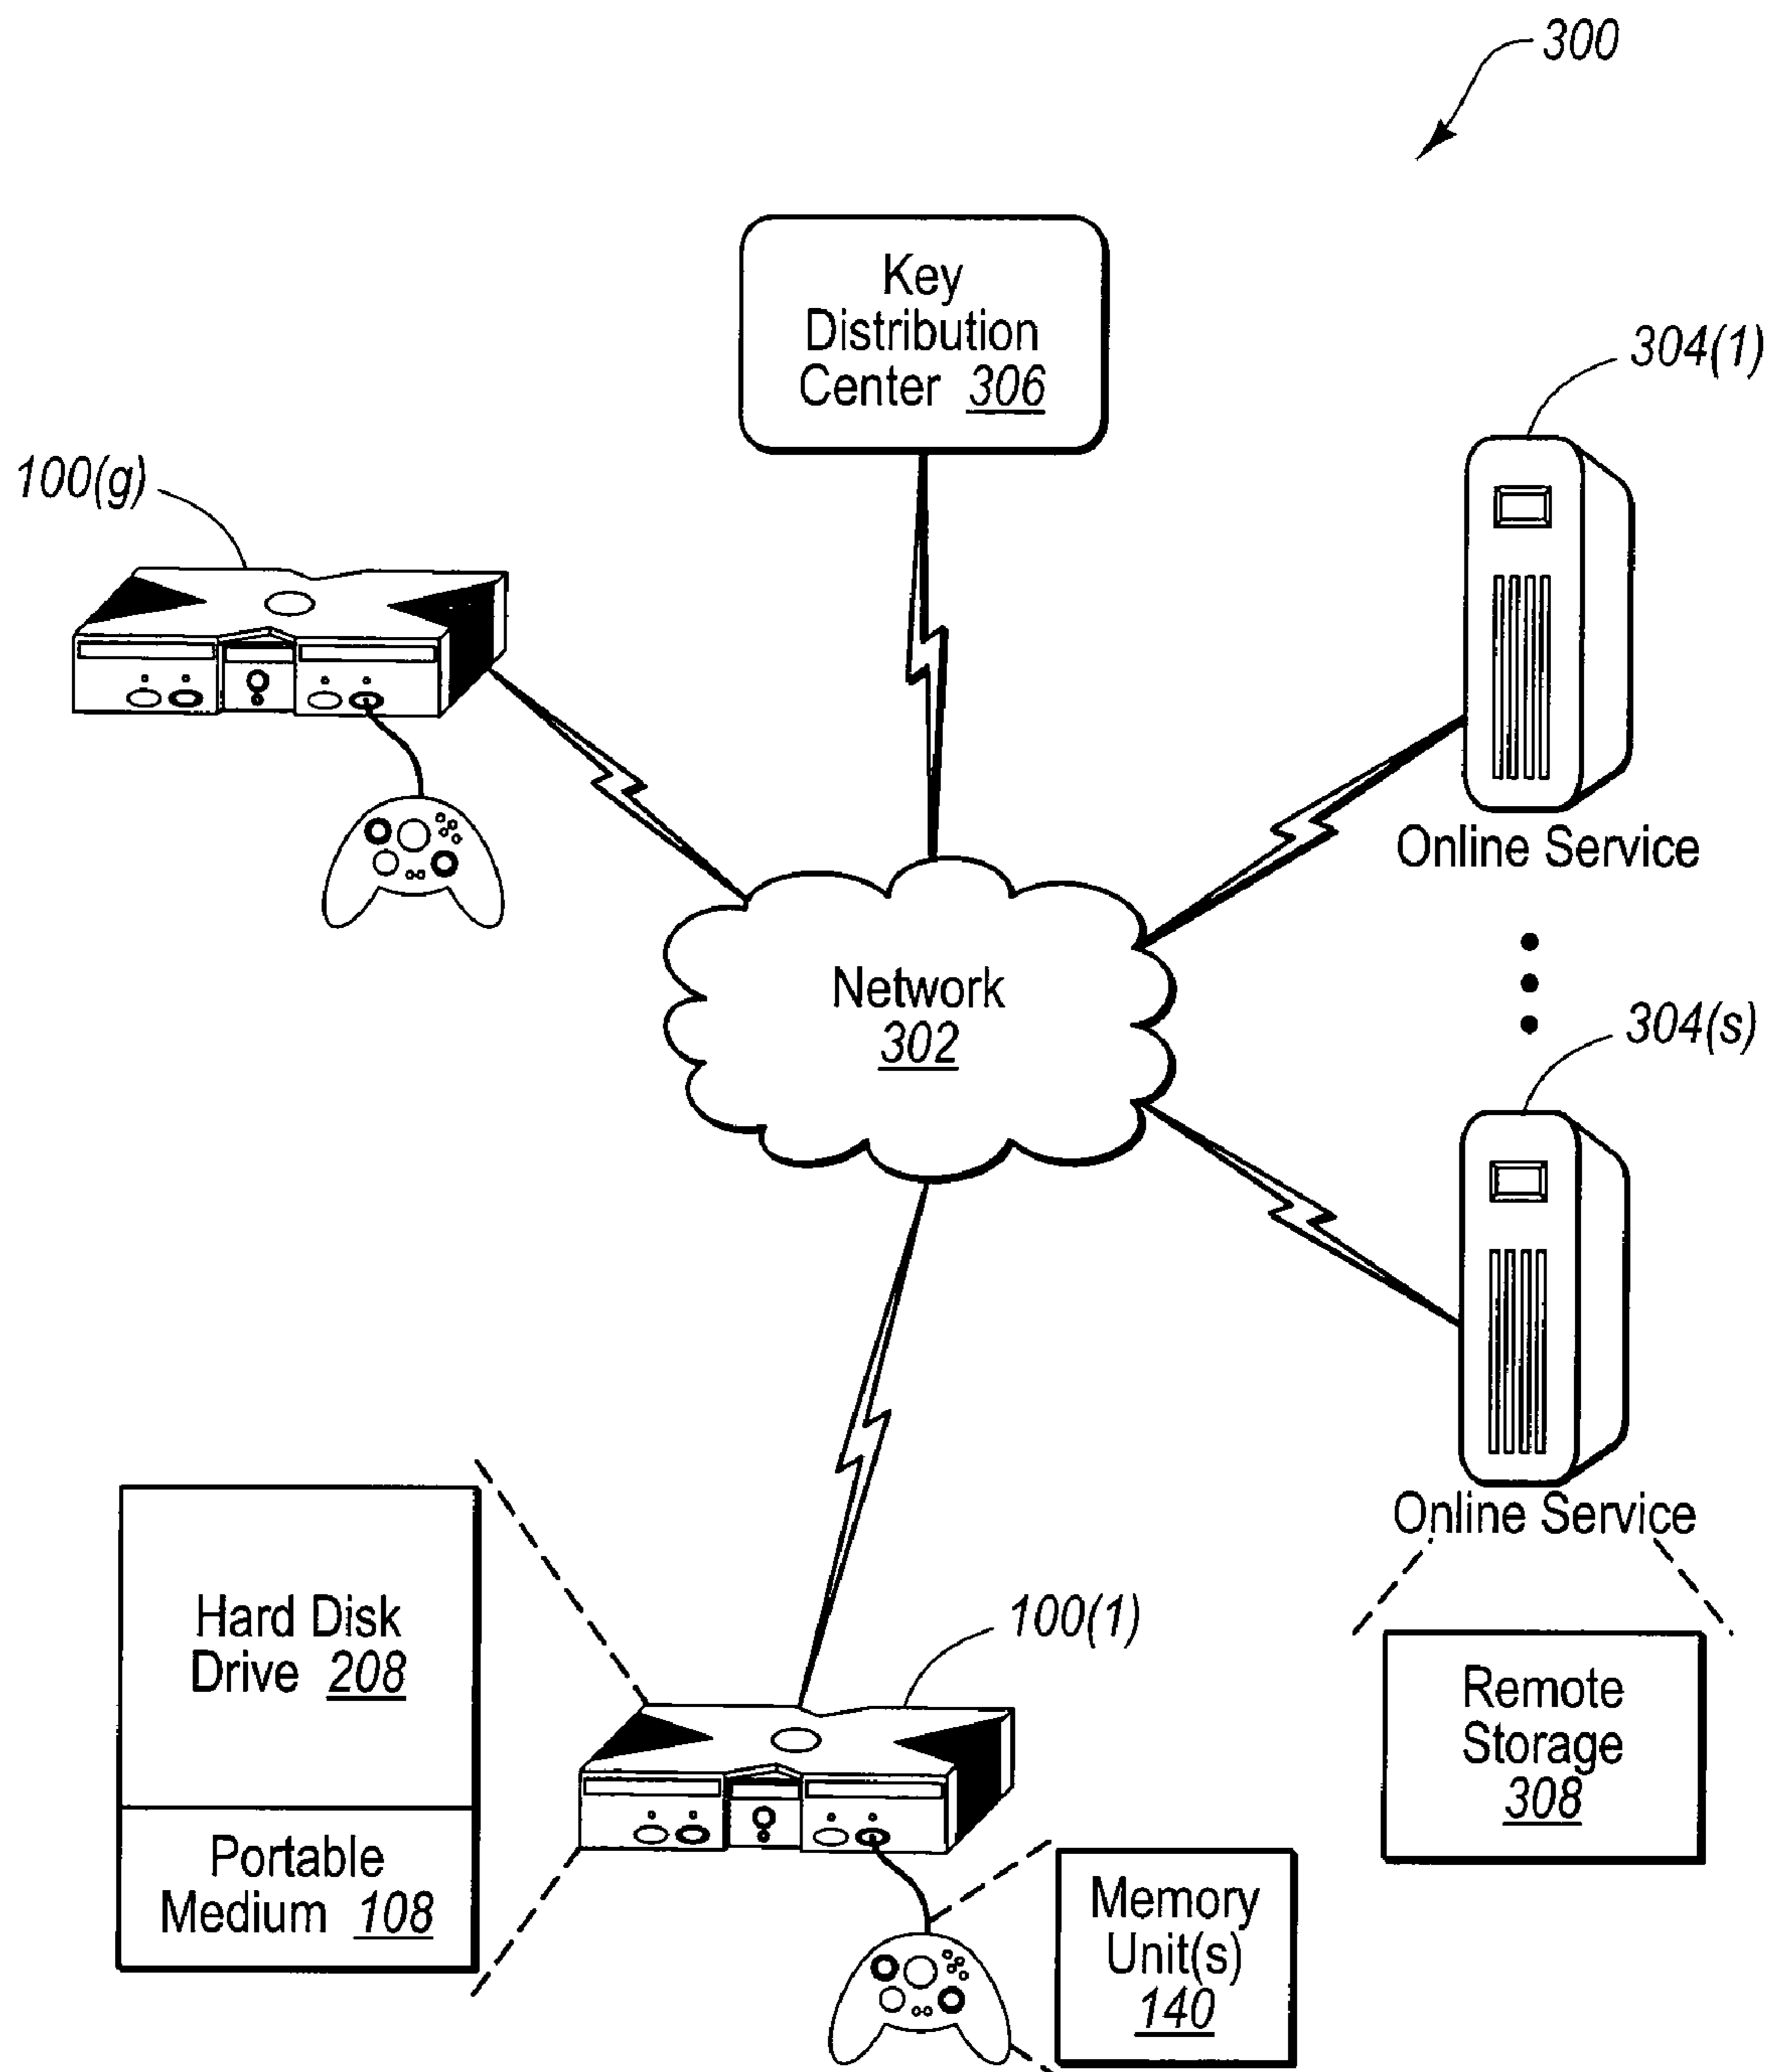 300
Key
Distribution
Center 306
304(1)
100(g)
Online Service
Network
302
304(s)
Online Service
Hard Disk
Drive 208
Portable
Medium 108
100(1)
Remote
Storage
308
Memory
Unit(s)
140